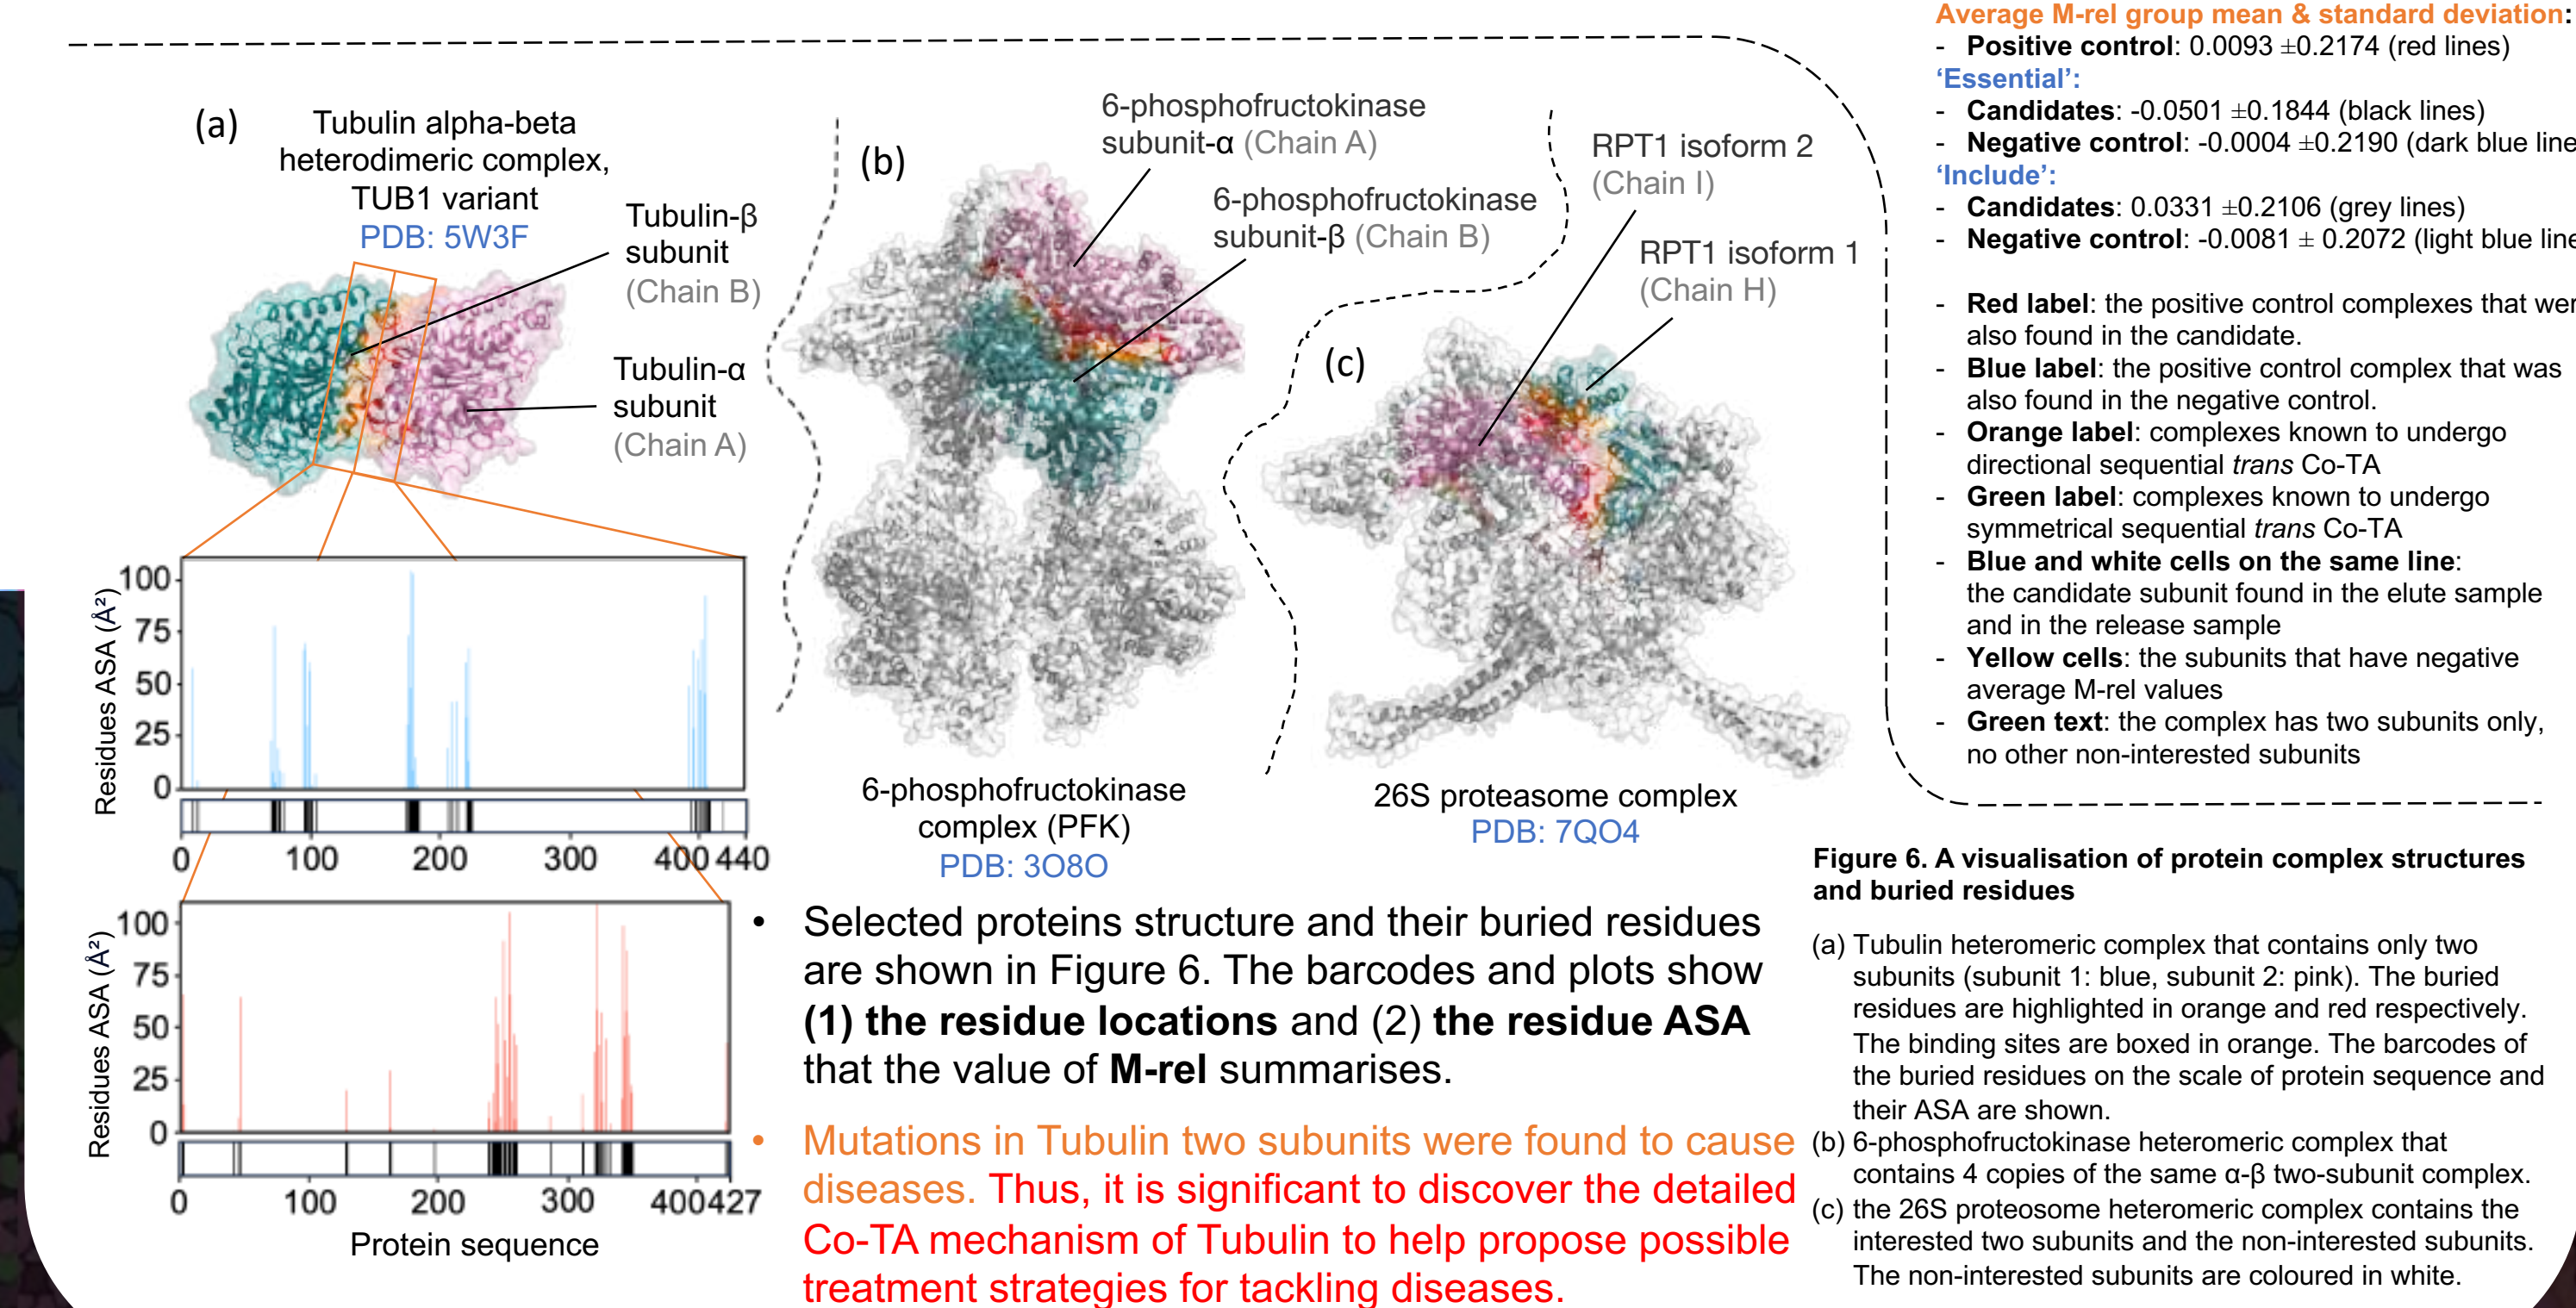 Average M-rel group mean & standard deviation:
- Positive control: 0.0093 ±0.2174 (red lines)
‘Essential’:
- Candidates: -0.0501 ±0.1844 (black lines)
- Negative control: -0.0004 ±0.2190 (dark blue line
‘Include’:
- Candidates: 0.0331 ±0.2106 (grey lines)
- Negative control: -0.0081 ± 0.2072 (light blue line
- Red label: the positive control complexes that wer
also found in the candidate.
- Blue label: the positive control complex that was
also found in the negative control.
- Orange label: complexes known to undergo
directional sequential trans Co-TA
- Green label: complexes known to undergo
symmetrical sequential trans Co-TA
- Blue and white cells on the same line:
the candidate subunit found in the elute sample
and in the release sample
- Yellow cells: the subunits that have negative
average M-rel values
- Green text: the complex has two subunits only,
no other non-interested subunits
(a)
Tubulin alpha-beta
heterodimeric complex,
TUB1 variant
PDB: 5W3F
Tubulin-β
subunit
(Chain B)
Tubulin-α
subunit
(Chain A)
Residues ASA (Å²)
100
75
50
25
0
0 100 200 300 400 440
Residues ASA (Å²)
100
75
50
25
0
0 100 200 300 400 427
Protein sequence
(b)
6-phosphofructokinase
subunit-α (Chain A)
6-phosphofructokinase
subunit-β (Chain B)
6-phosphofructokinase
complex (PFK)
PDB: 3O8O
(c)
RPT1 isoform 2
(Chain I)
RPT1 isoform 1
(Chain H)
26S proteasome complex
PDB: 7QO4
• Selected proteins structure and their buried residues
are shown in Figure 6. The barcodes and plots show
(1) the residue locations and (2) the residue ASA
that the value of M-rel summarises.
• Mutations in Tubulin two subunits were found to cause
diseases. Thus, it is significant to discover the detailed
Co-TA mechanism of Tubulin to help propose possible
treatment strategies for tackling diseases.
Figure 6. A visualisation of protein complex structures
and buried residues
(a) Tubulin heteromeric complex that contains only two
subunits (subunit 1: blue, subunit 2: pink). The buried
residues are highlighted in orange and red respectively.
The binding sites are boxed in orange. The barcodes of
the buried residues on the scale of protein sequence and
their ASA are shown.
(b) 6-phosphofructokinase heteromeric complex that
contains 4 copies of the same α-β two-subunit complex.
(c) the 26S proteosome heteromeric complex contains the
interested two subunits and the non-interested subunits.
The non-interested subunits are coloured in white.